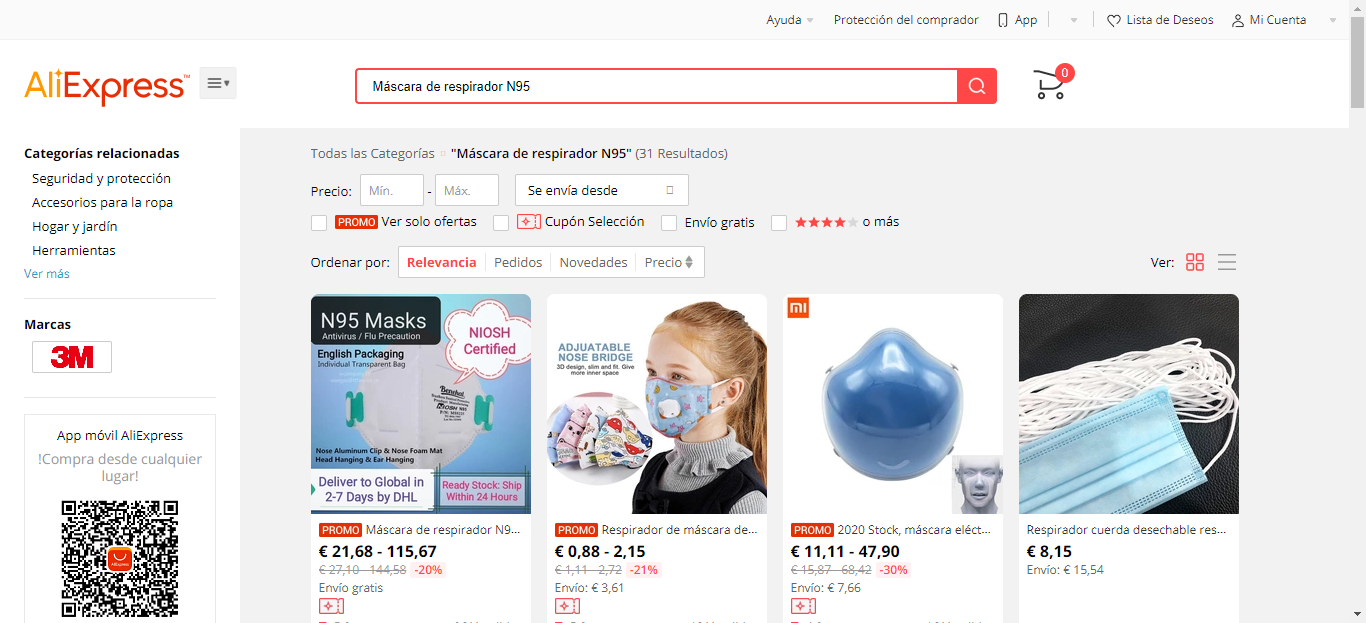 Ayuda
Protección del comprador
App
Lista de Deseos
Mi Cuenta
AliExpress™
Máscara de respirador N95
0
Categorías relacionadas
Seguridad y protección
Accesorios para la ropa
Hogar y jardín
Herramientas
Ver más
Marcas
3M
App móvil AliExpress
!Compra desde cualquier
lugar!
Todas las Categorías "Máscara de respirador N95" (31 Resultados)
Precio: Mín. - Máx. Se envía desde
PROMO Ver solo ofertas Cupón Selección Envío gratis o más
Ordenar por: Relevancia Pedidos Novedades Precio
Ver:
N95 Masks
Antivirus / Flu Precaution
NIOSH
Certified
English Packaging
Individual Transparent Bag
Benehal
NIOSH N95
Nose Aluminum Clip & Nose Foam Mat
Head Hanging & Ear Hanging
Deliver to Global in
2-7 Days by DHL
Ready Stock: Ship
Within 24 Hours
PROMO Máscara de respirador N9...
€ 21,68 - 115,67
€ 27,10 - 144,58 -20%
Envío gratis
ADJUATABLE
NOSE BRIDGE
3D design, slim and fit. Give
more inner space
PROMO Respirador de máscara de...
€ 0,88 - 2,15
€ 1,11 - 2,72 -21%
Envío: € 3,61
mi
PROMO 2020 Stock, máscara eléct...
€ 11,11 - 47,90
€ 15,87 - 68,42 -30%
Envío: € 7,66
Respirador cuerda desechable res...
€ 8,15
Envío: € 15,54